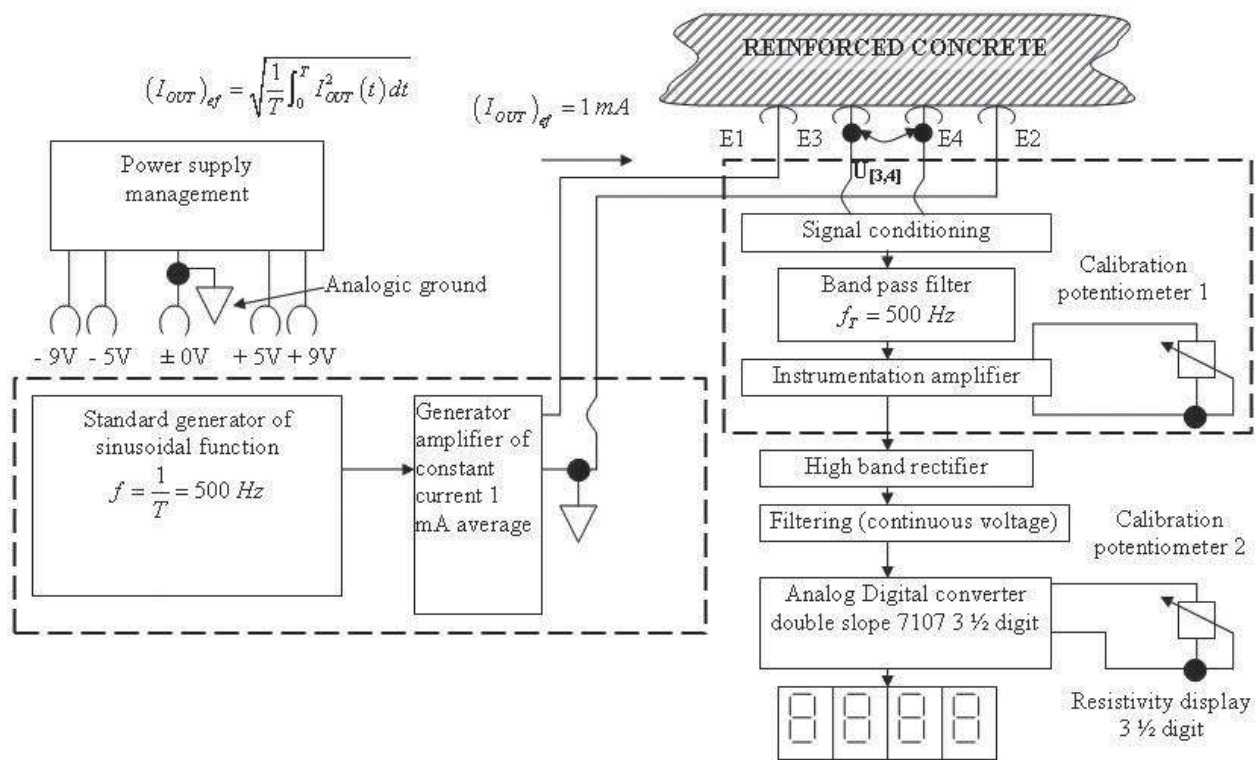 REINFORCED CONCRETE
(I_OUT)_ef = √(1/T ∫_0^T I²_OUT(t) dt)
(I_OUT)_ef = 1 mA
E1 E3 E4 E2
U[3,4]
Power supply
management
Analogic ground
- 9V - 5V ± 0V + 5V + 9V
Signal conditioning
Band pass filter
f_T = 500 Hz
Instrumentation amplifier
Calibration
potentiometer 1
Standard generator of
sinusoidal function
f = 1/T = 500 Hz
Generator
amplifier of
constant
current 1
mA average
High band rectifier
Filtering (continuous voltage)
Analog Digital converter
double slope 7107 3 ½ digit
Calibration
potentiometer 2
8 8 8 8
Resistivity display
3 ½ digit